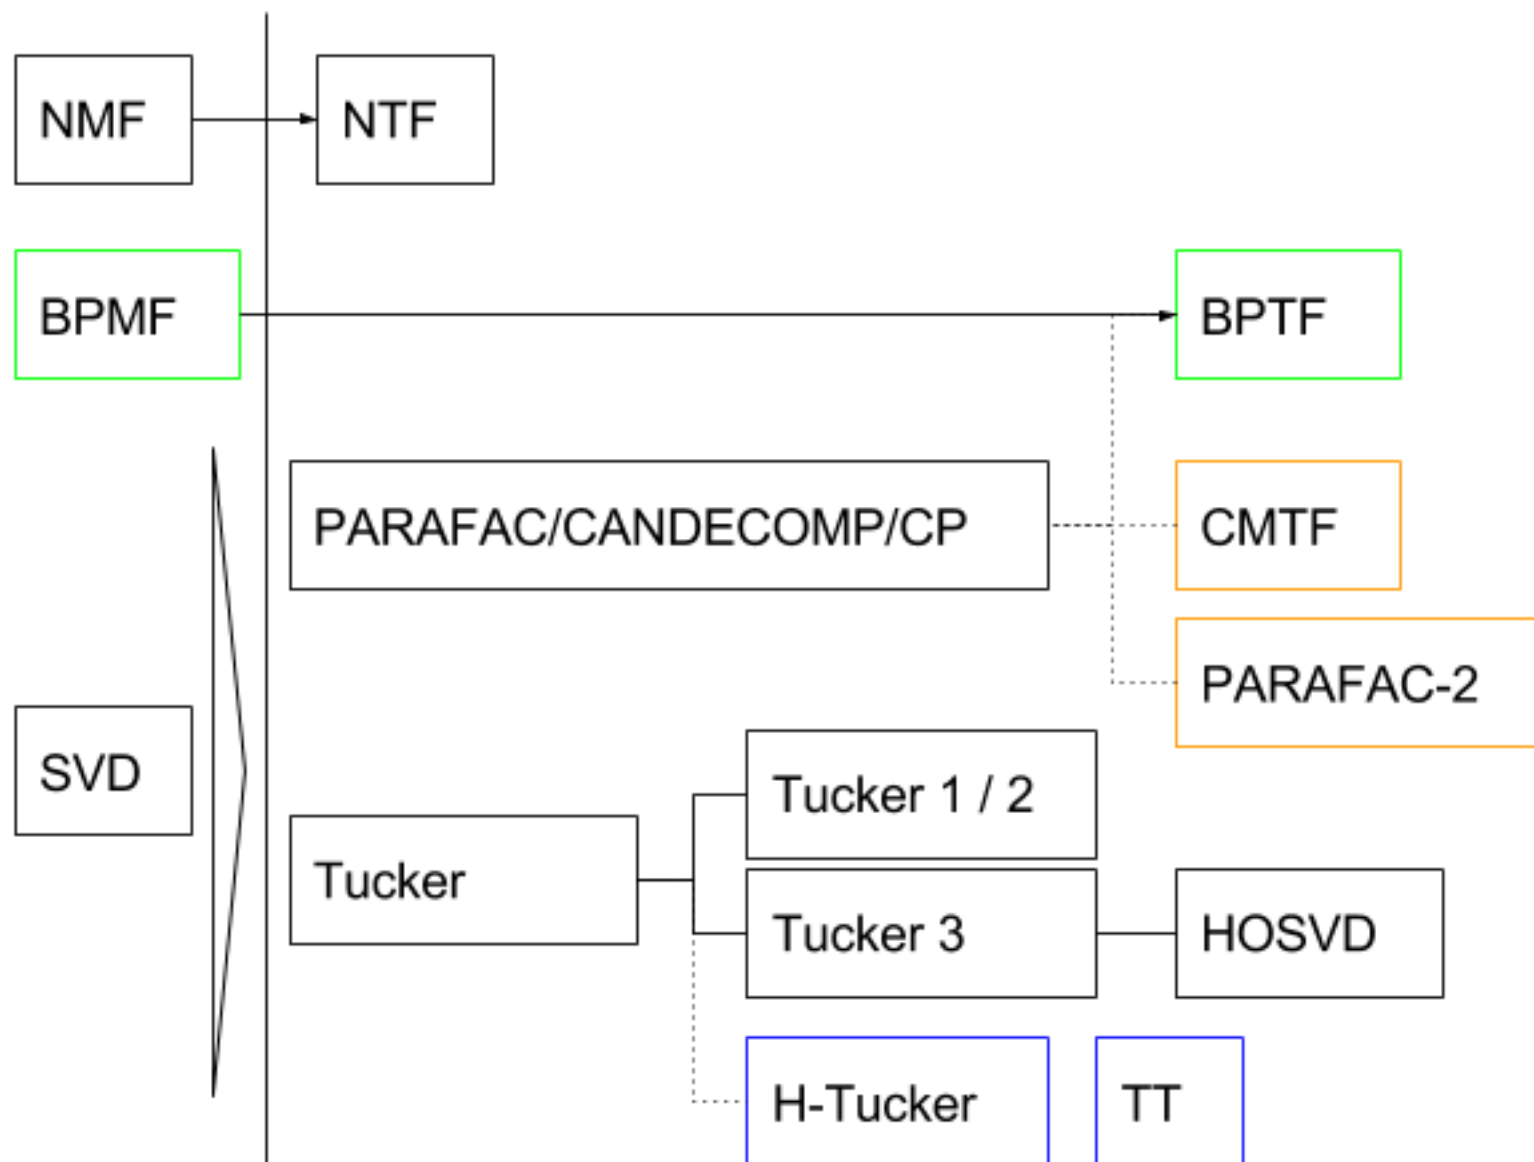 NMF
NTF
BPMF
BPTF
PARAFAC/CANDECOMP/CP
CMTF
PARAFAC-2
SVD
Tucker 1 / 2
Tucker
Tucker 3
HOSVD
H-Tucker
TT